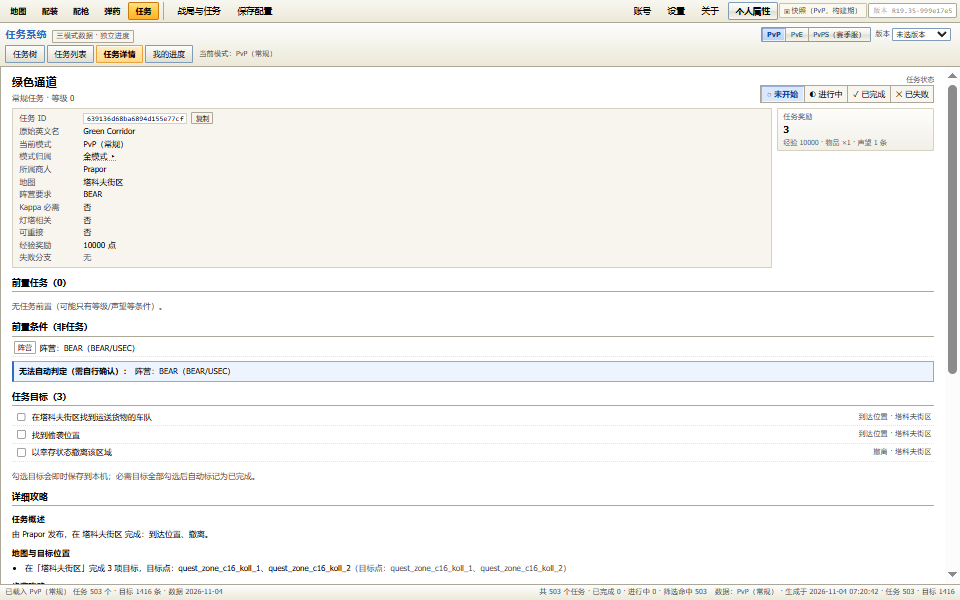 地图 配装 配枪 弹药 任务 战局与任务 保存配置 账号 设置 关于 个人属性 快照（PvP，构建期） 版本 R19.35-999e17e5
任务系统 三模式数据 · 独立进度 PvP PvE PvPS（赛季服） 版本 未选版本
任务树 任务列表 任务详情 我的进度 当前模式：PvP（常规）
绿色逼道
常规任务 · 等级 0
任务状态
○ 未开始 ◐ 进行中 ✓ 已完成 ✕ 已失败
任务 ID 639136d68ba6894d155e77cf 复制
原始英文名 Green Corridor
当前模式 PvP（常规）
模式归属 全模式
所属商人 Prapor
地图 塔科夫街区
阵营要求 BEAR
Kappa 必需 否
灯塔相关 否
可重接 否
经验奖励 10000 点
失败分支 无
任务奖励
3
经验 10000 · 物品 ×1 · 声望 1 条
前置任务（0）
无任务前置（可能只有等级/声望等条件）。
前置条件（非任务）
阵营 阵营：BEAR（BEAR/USEC）
无法自动判定（需自行确认）： 阵营：BEAR（BEAR/USEC）
任务目标（3）
在塔科夫街区找到运送货物的车队 到达位置 · 塔科夫街区
找到偷袭位置 到达位置 · 塔科夫街区
以幸存状态撤离该区域 撤离 · 塔科夫街区
勾选目标会即时保存到本机；必需目标全部勾选后自动标记为已完成。
详细攻略
任务概述
由 Prapor 发布，在 塔科夫街区 完成：到达位置、撤离。
地图与目标位置
在「塔科夫街区」完成 3 项目标，目标点：quest_zone_c16_koll_1、quest_zone_c16_koll_2（目标点：quest_zone_c16_koll_1、quest_zone_c16_koll_2）
已载入 PvP（常规） 任务 503 个 · 目标 1416 条 · 数据 2026-11-04 共 503 个任务 · 已完成 0 · 进行中 0 · 筛选命中 503 数据：PvP（常规） · 生成于 2026-11-04 07:20:42 · 任务 503 · 目标 1416